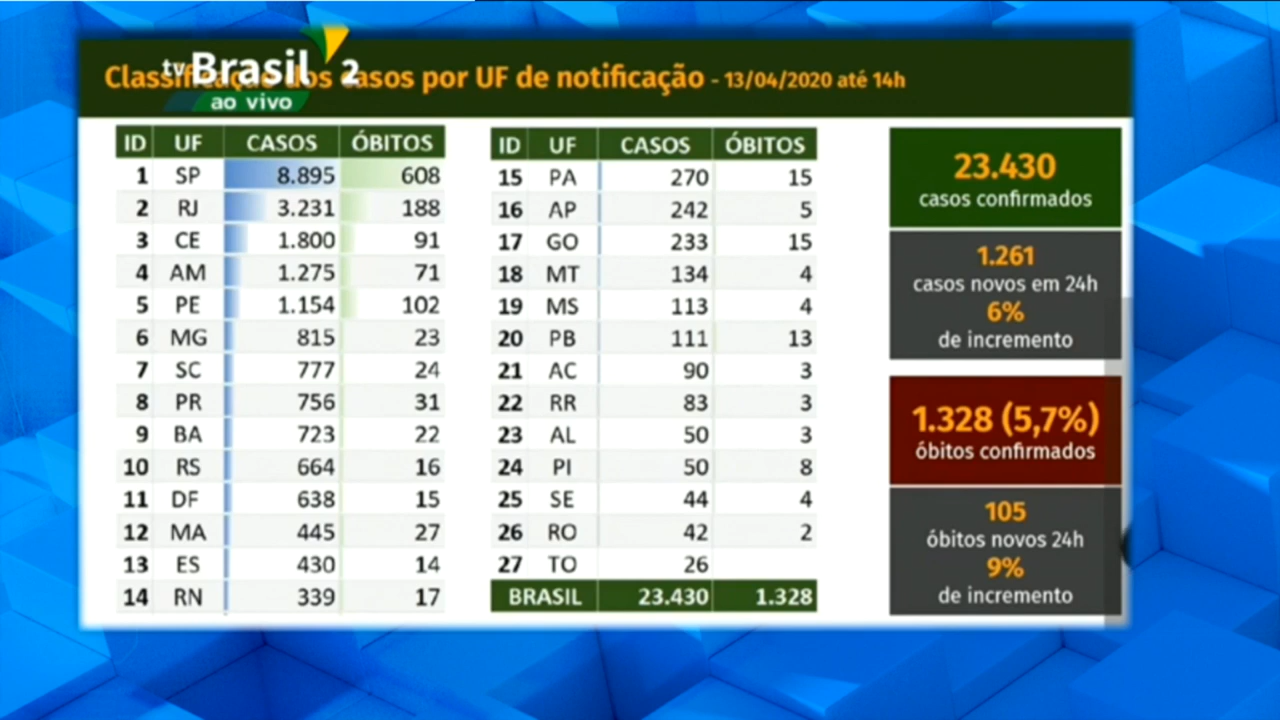 tvBrasil 2
ao vivo
Classificação dos casos por UF de notificação - 13/04/2020 até 14h
ID UF CASOS ÓBITOS
1 SP 8.895 608
2 RJ 3.231 188
3 CE 1.800 91
4 AM 1.275 71
5 PE 1.154 102
6 MG 815 23
7 SC 777 24
8 PR 756 31
9 BA 723 22
10 RS 664 16
11 DF 638 15
12 MA 445 27
13 ES 430 14
14 RN 339 17
ID UF CASOS ÓBITOS
15 PA 270 15
16 AP 242 5
17 GO 233 15
18 MT 134 4
19 MS 113 4
20 PB 111 13
21 AC 90 3
22 RR 83 3
23 AL 50 3
24 PI 50 8
25 SE 44 4
26 RO 42 2
27 TO 26
BRASIL 23.430 1.328
23.430
casos confirmados
1.261
casos novos em 24h
6%
de incremento
1.328 (5,7%)
óbitos confirmados
105
óbitos novos 24h
9%
de incremento